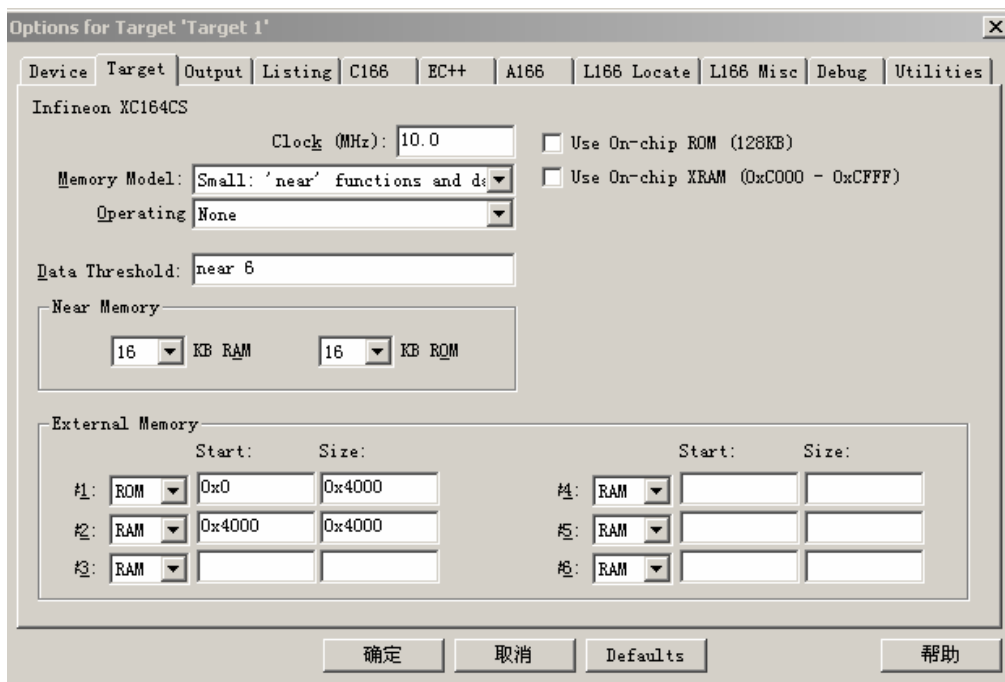 Options for Target 'Target 1'
Device Target Output Listing C166 EC++ A166 L166 Locate L166 Misc Debug Utilities
Infineon XC164CS
Clock (MHz): 10.0
Use On-chip ROM (128KB)
Memory Model: Small: 'near' functions and da
Use On-chip XRAM (0xC000 - 0xCFFF)
Operating None
Data Threshold: near 6
Near Memory
16 KB RAM 16 KB ROM
External Memory
Start: Size: Start: Size:
#1: ROM 0x0 0x4000 #4: RAM
#2: RAM 0x4000 0x4000 #5: RAM
#3: RAM #6: RAM
确定 取消 Defaults 帮助